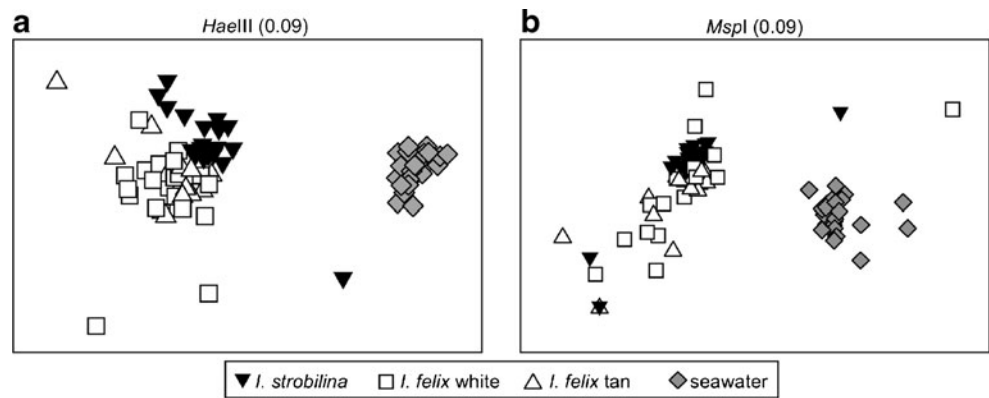 a HaeIII (0.09)
b MspI (0.09)
I. strobilina I. felix white I. felix tan seawater